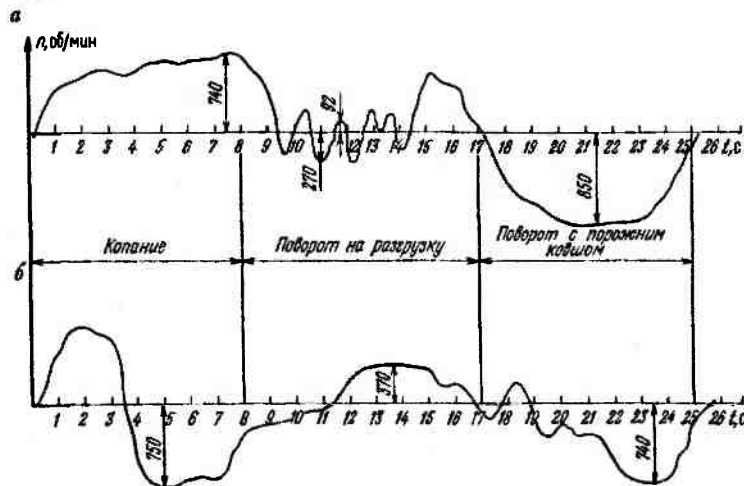 а
n, об/мин
740
270
92
850
1 2 3 4 5 6 7 8 9 10 11 12 13 14 15 16 17 18 19 20 21 22 23 24 25 26 t, с
Копание
Поворот на разгрузку
Поворот с порожним
ковшом
б
750
370
740
1 2 3 4 5 6 7 8 9 10 11 12 13 14 15 16 17 18 19 20 21 22 23 24 25 26 t, с